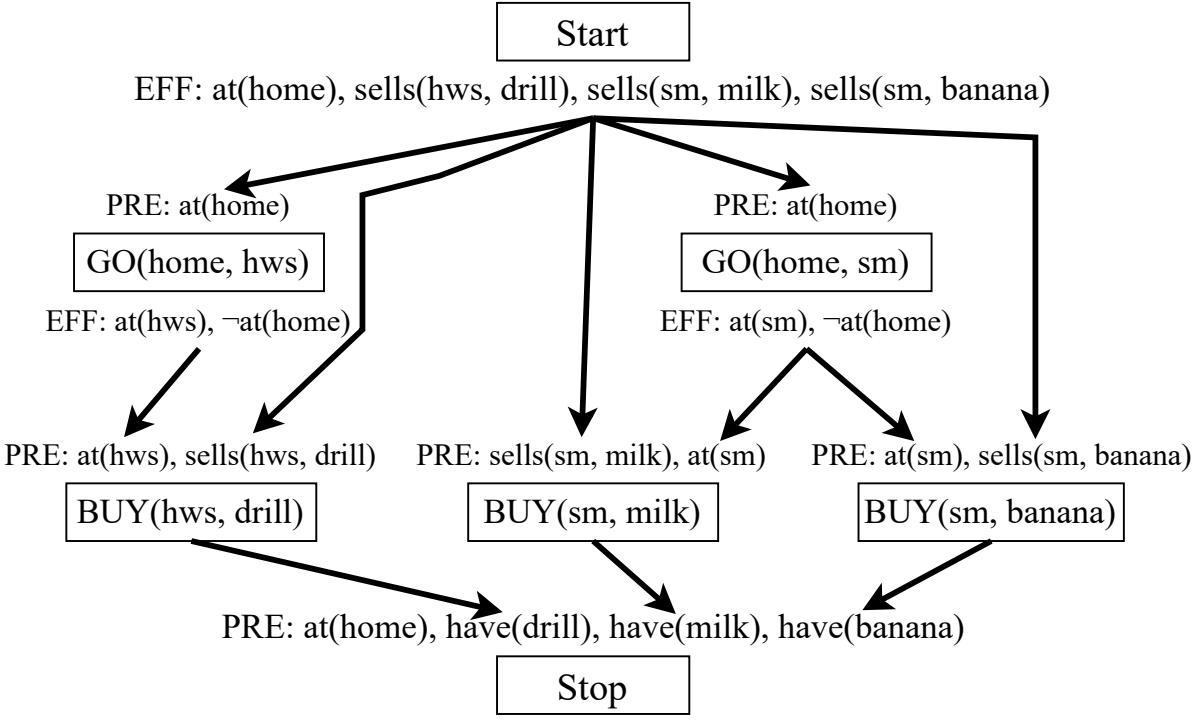 Start
EFF: at(home), sells(hws, drill), sells(sm, milk), sells(sm, banana)
PRE: at(home)
PRE: at(home)
GO(home, hws)
GO(home, sm)
EFF: at(hws), ¬at(home)
EFF: at(sm), ¬at(home)
PRE: at(hws), sells(hws, drill)
PRE: sells(sm, milk), at(sm)
PRE: at(sm), sells(sm, banana)
BUY(hws, drill)
BUY(sm, milk)
BUY(sm, banana)
PRE: at(home), have(drill), have(milk), have(banana)
Stop